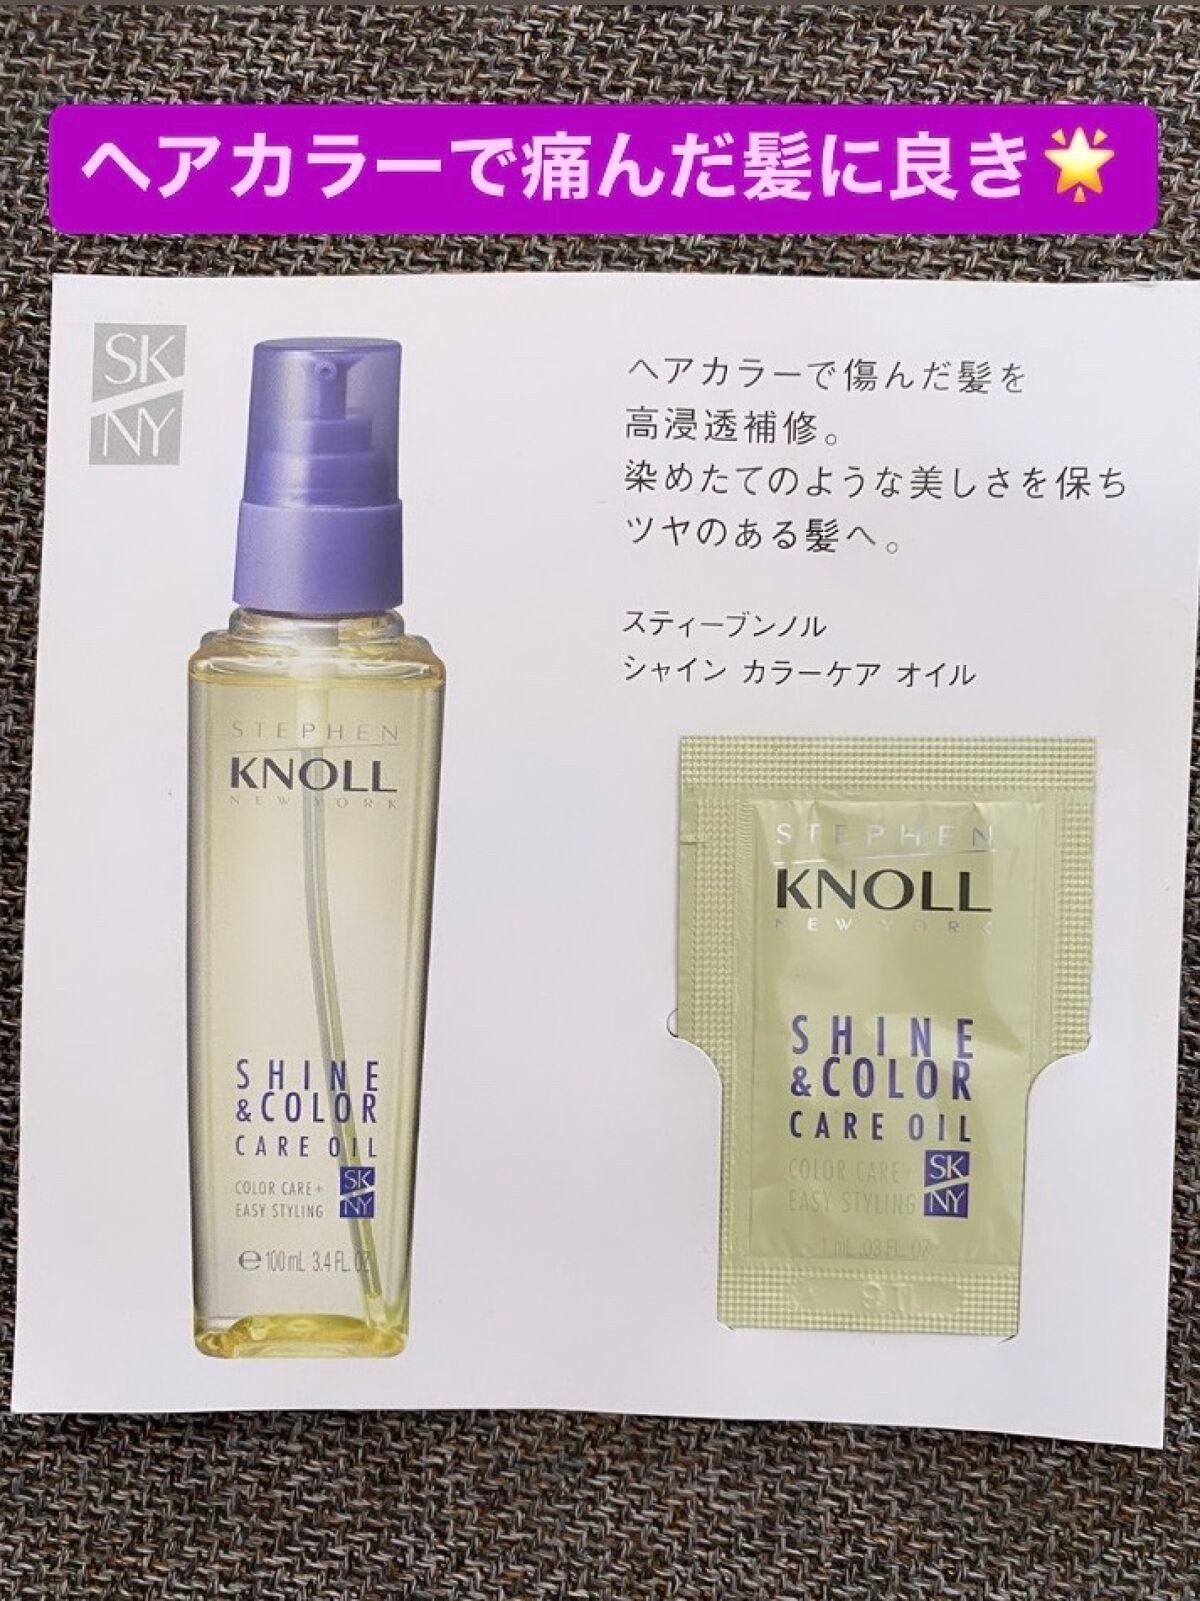 ヘアカラーで痛んだ髪に良き🌟
SK
NY
ヘアカラーで傷んだ髪を
高浸透補修。
染めたてのような美しさを保ち
ツヤのある髪へ。
スティーブンノル
シャイン カラーケア オイル
STEPHEN
KNOLL
NEW YORK
SHINE
&COLOR
CARE OIL
COLOR CARE+
EASY STYLING
SK
NY
℮100mL 3.4 FL.OZ
STEPHEN
KNOLL
NEW YORK
SHINE
&COLOR
CARE OIL
COLOR CARE+
EASY STYLING
SK
NY
1 mL .03 FL. OZ